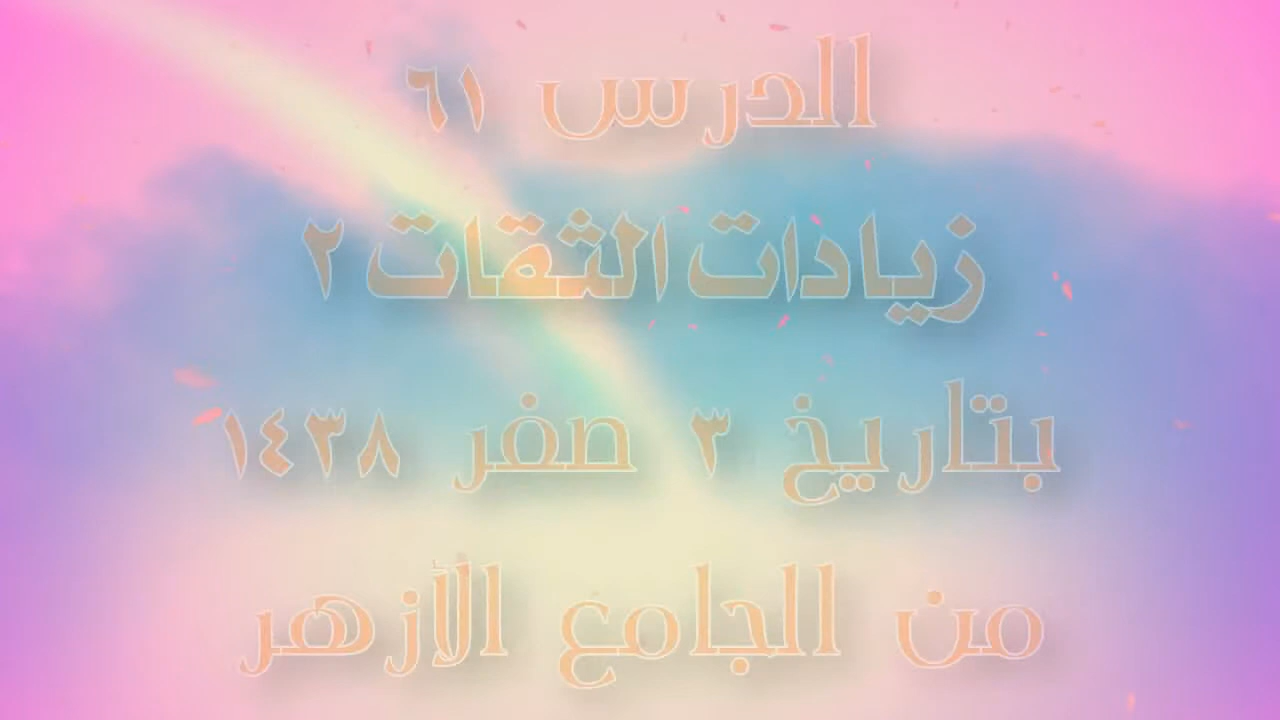 الدرس ٦١
زيادات الثقات ٢
بتاريخ ٣ صفر ١٤٣٨
من الجامع الأزهر